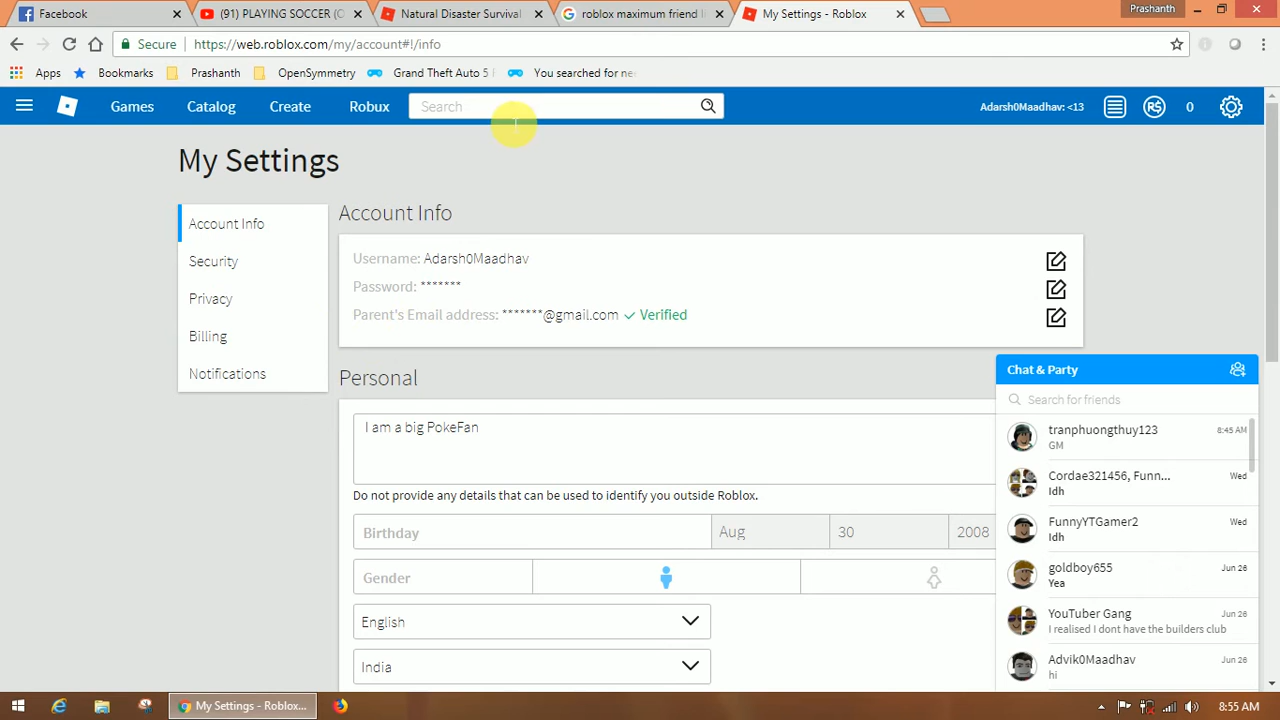 Facebook
(91) PLAYING SOCCER (O
Natural Disaster Survival
roblox maximum friend li
My Settings - Roblox
Prashanth
Secure
https://web.roblox.com/my/account#!/info
Apps
Bookmarks
Prashanth
OpenSymmetry
Grand Theft Auto 5 F
You searched for ne
Games
Catalog
Create
Robux
Search
Adarsh0Maadhav: <13
R$
0
My Settings
Account Info
Security
Privacy
Billing
Notifications
Account Info
Username: Adarsh0Maadhav
Password: *******
Parent's Email address: *******@gmail.com ✓ Verified
Personal
I am a big PokeFan
Do not provide any details that can be used to identify you outside Roblox.
Birthday
Aug
30
2008
Gender
English
India
Chat & Party
Search for friends
tranphuongthuy123
8:45 AM
GM
Cordae321456, Funn...
Wed
Idh
FunnyYTGamer2
Wed
Idh
goldboy655
Jun 26
Yea
YouTuber Gang
Jun 26
I realised I dont have the builders club
Advik0Maadhav
Jun 26
hi
My Settings - Roblox...
8:55 AM